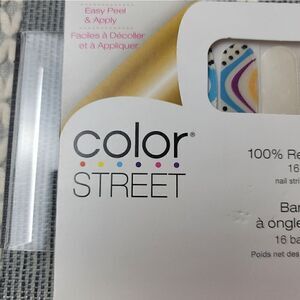 Easy Peel
& Apply
Faciles à Décoller
et à Appliquer
color®
STREET
100% Re
16
nail stri
Bar
à ongle
16 ba
Poids net des